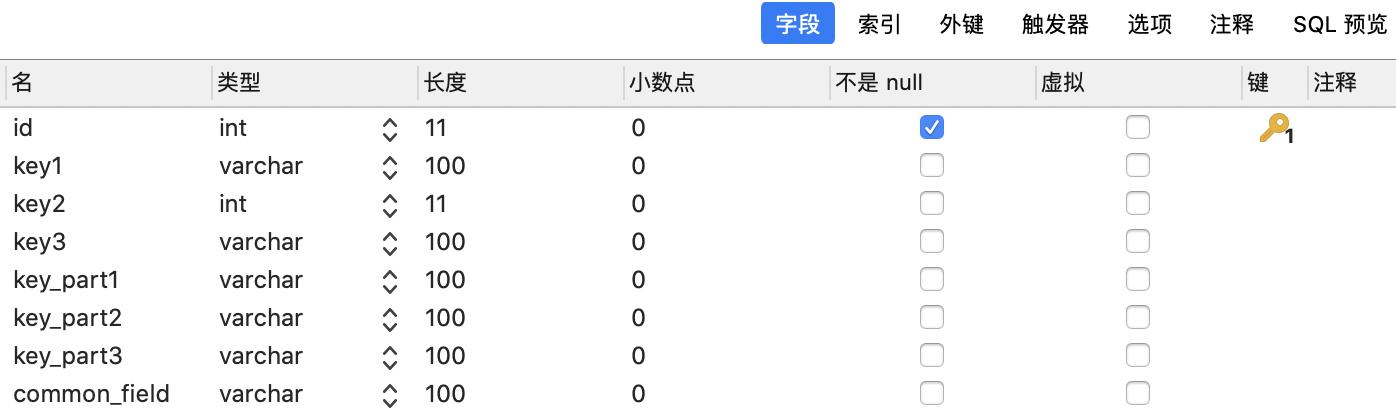 字段 索引 外键 触发器 选项 注释 SQL 预览
名 类型 长度 小数点 不是 null 虚拟 键 注释
id int 11 0 1
key1 varchar 100 0
key2 int 11 0
key3 varchar 100 0
key_part1 varchar 100 0
key_part2 varchar 100 0
key_part3 varchar 100 0
common_field varchar 100 0